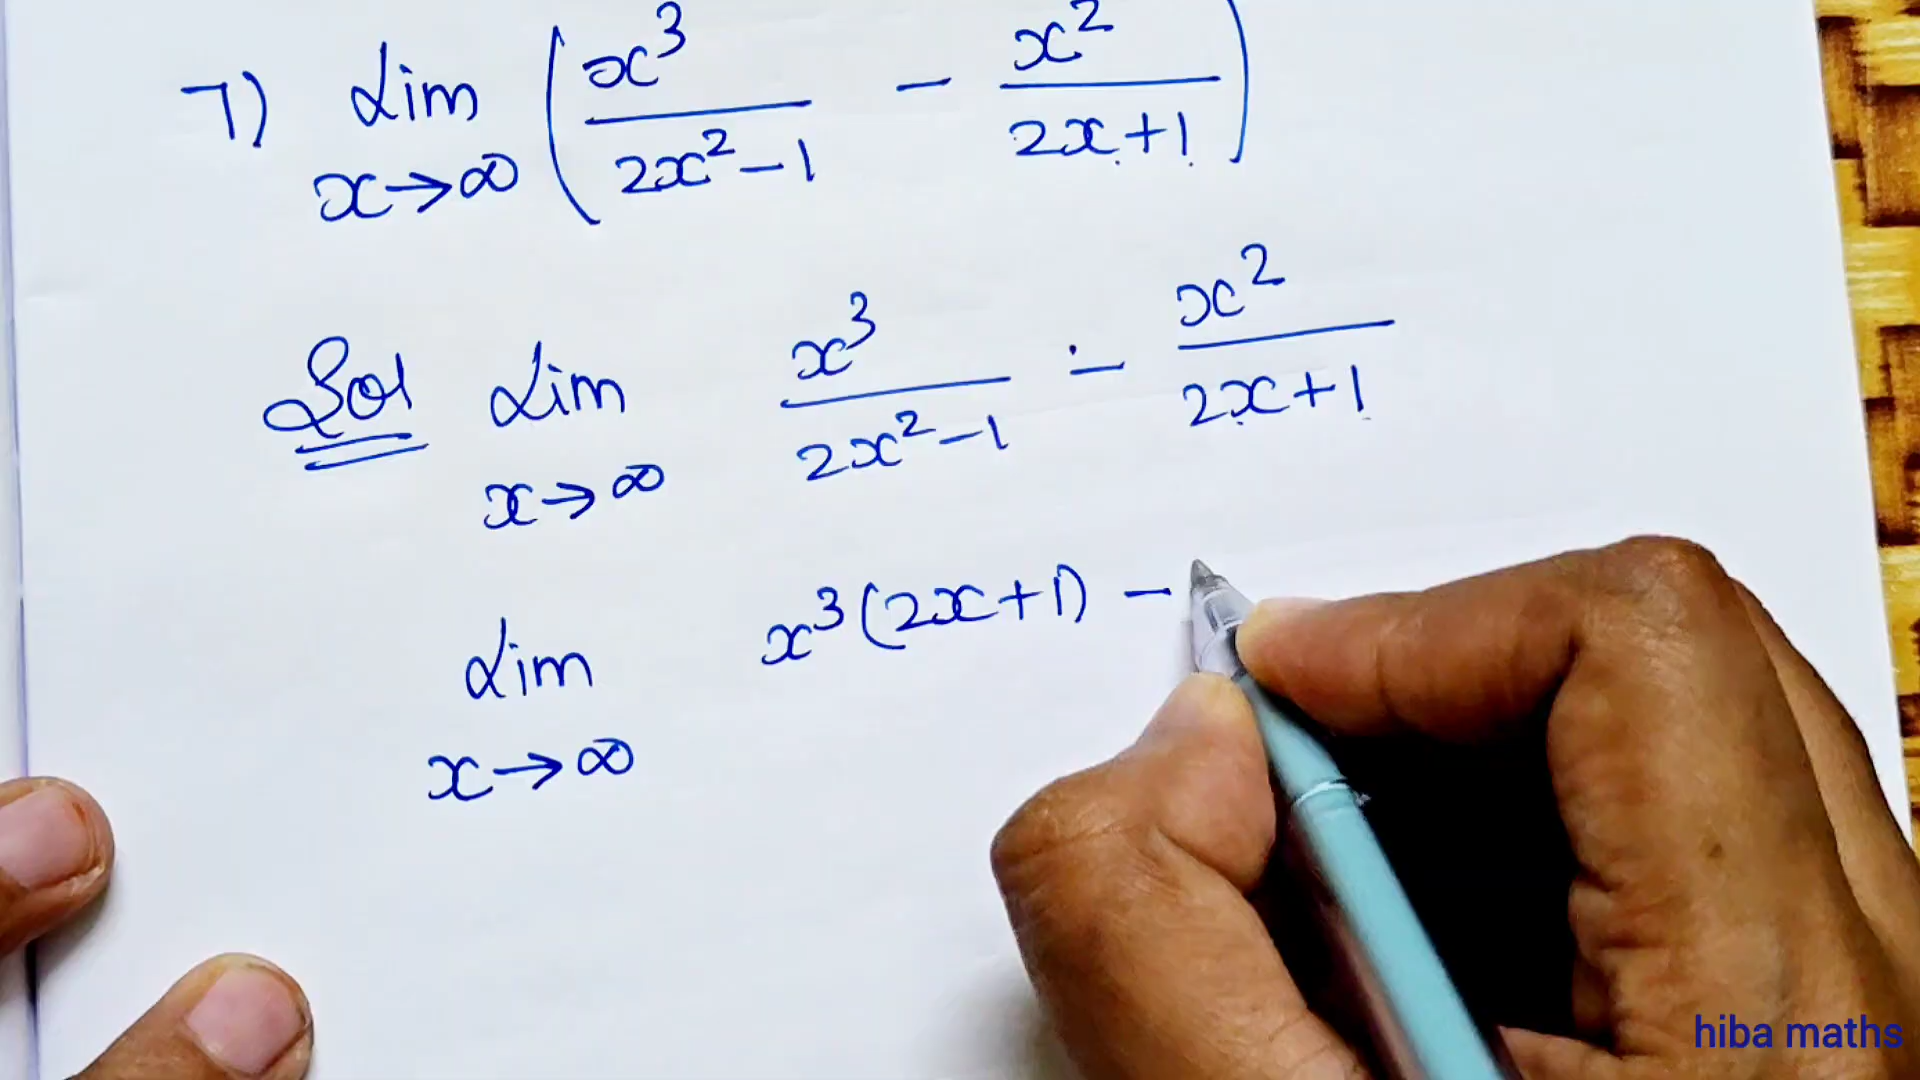 7) Lim x→∞ ( x³/(2x²-1) - x²/(2x+1) )
Sol Lim x→∞ x³/(2x²-1) - x²/(2x+1)
Lim x→∞ x³(2x+1) -
hiba maths